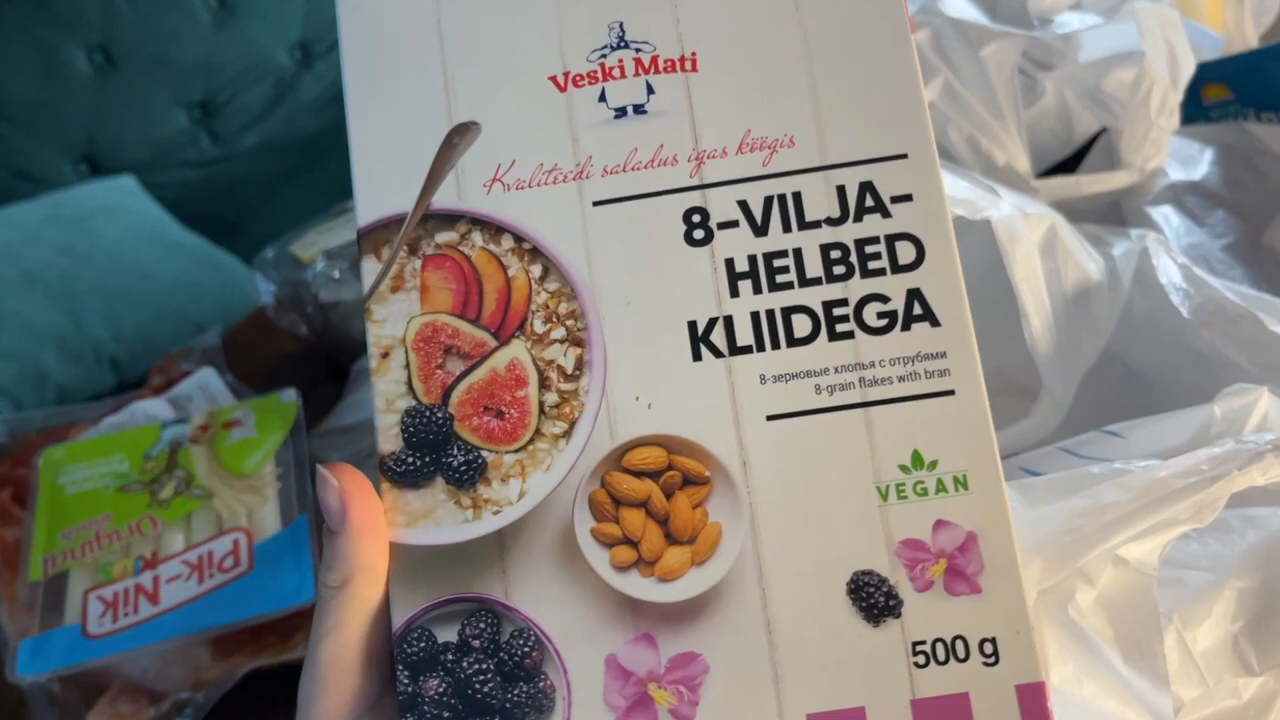 Veski Mati
Kvaliteedi saladus igas köögis
8-VILJA-
HELBED
KLIIDEGA
8-зерновые хлопья с отрубями
8-grain flakes with bran
VEGAN
500 g
Pik-Nik
Original